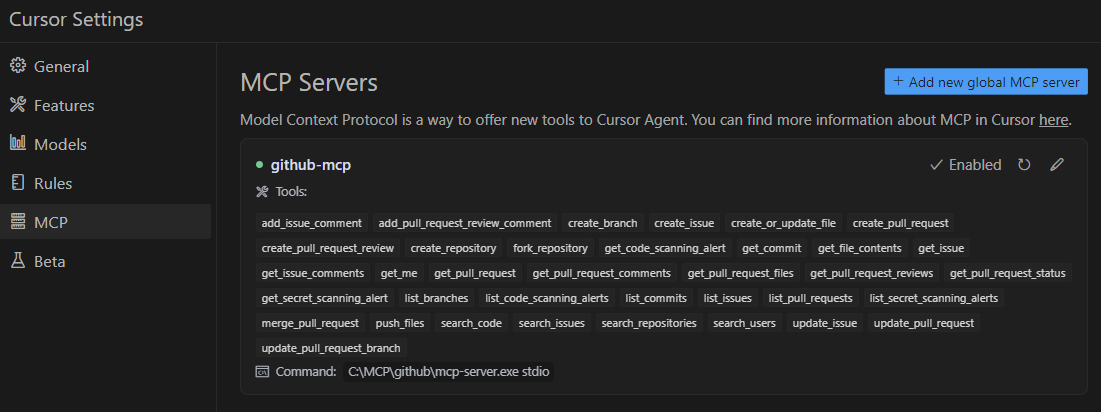 Cursor Settings
General
Features
Models
Rules
MCP
Beta
MCP Servers
+ Add new global MCP server
Model Context Protocol is a way to offer new tools to Cursor Agent. You can find more information about MCP in Cursor here.
github-mcp
Enabled
Tools:
add_issue_comment add_pull_request_review_comment create_branch create_issue create_or_update_file create_pull_request
create_pull_request_review create_repository fork_repository get_code_scanning_alert get_commit get_file_contents get_issue
get_issue_comments get_me get_pull_request get_pull_request_comments get_pull_request_files get_pull_request_reviews get_pull_request_status
get_secret_scanning_alert list_branches list_code_scanning_alerts list_commits list_issues list_pull_requests list_secret_scanning_alerts
merge_pull_request push_files search_code search_issues search_repositories search_users update_issue update_pull_request
update_pull_request_branch
Command: C:\MCP\github\mcp-server.exe stdio